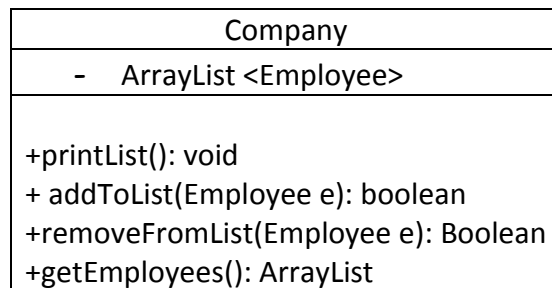 Company
- ArrayList <Employee>
+printList(): void
+ addToList(Employee e): boolean
+removeFromList(Employee e): Boolean
+getEmployees(): ArrayList